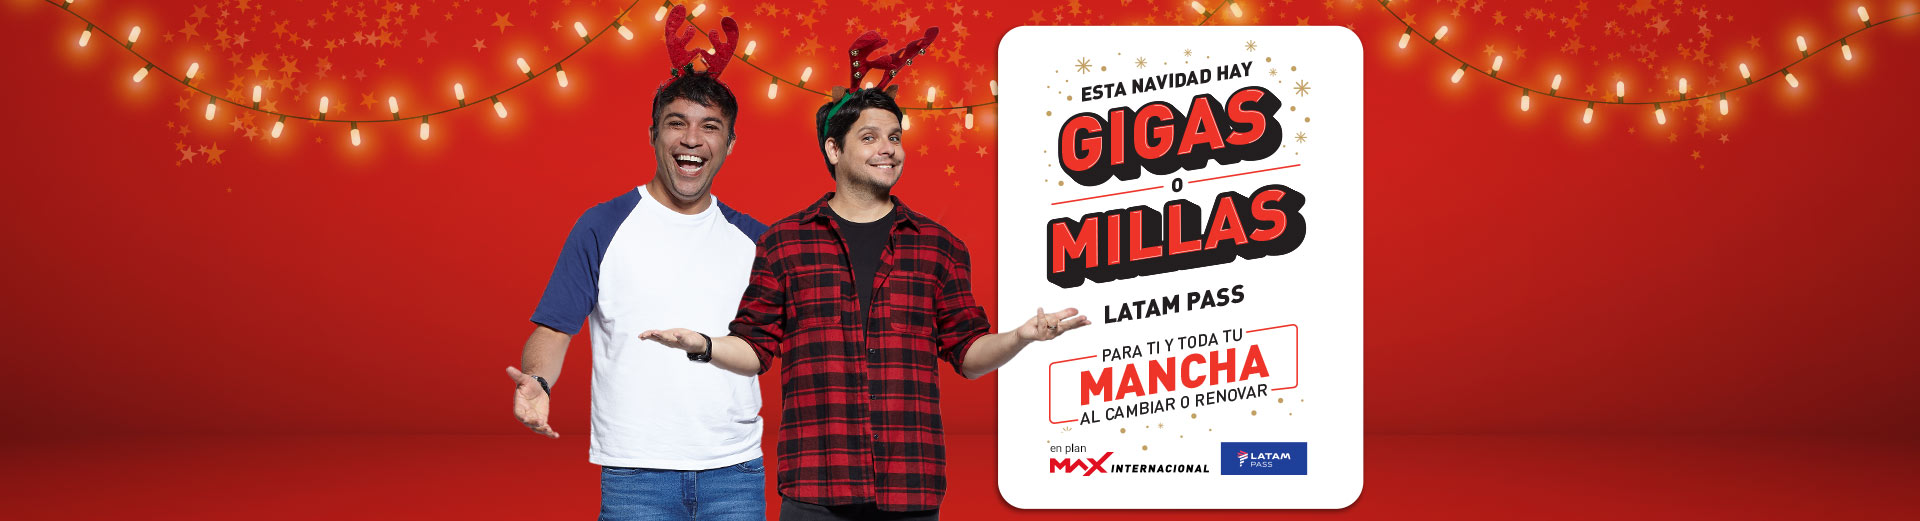 ESTA NAVIDAD HAY
GIGAS
O
MILLAS
LATAM PASS
PARA TI Y TODA TU
MANCHA
AL CAMBIAR O RENOVAR
en plan
MAX INTERNACIONAL
LATAM
PASS